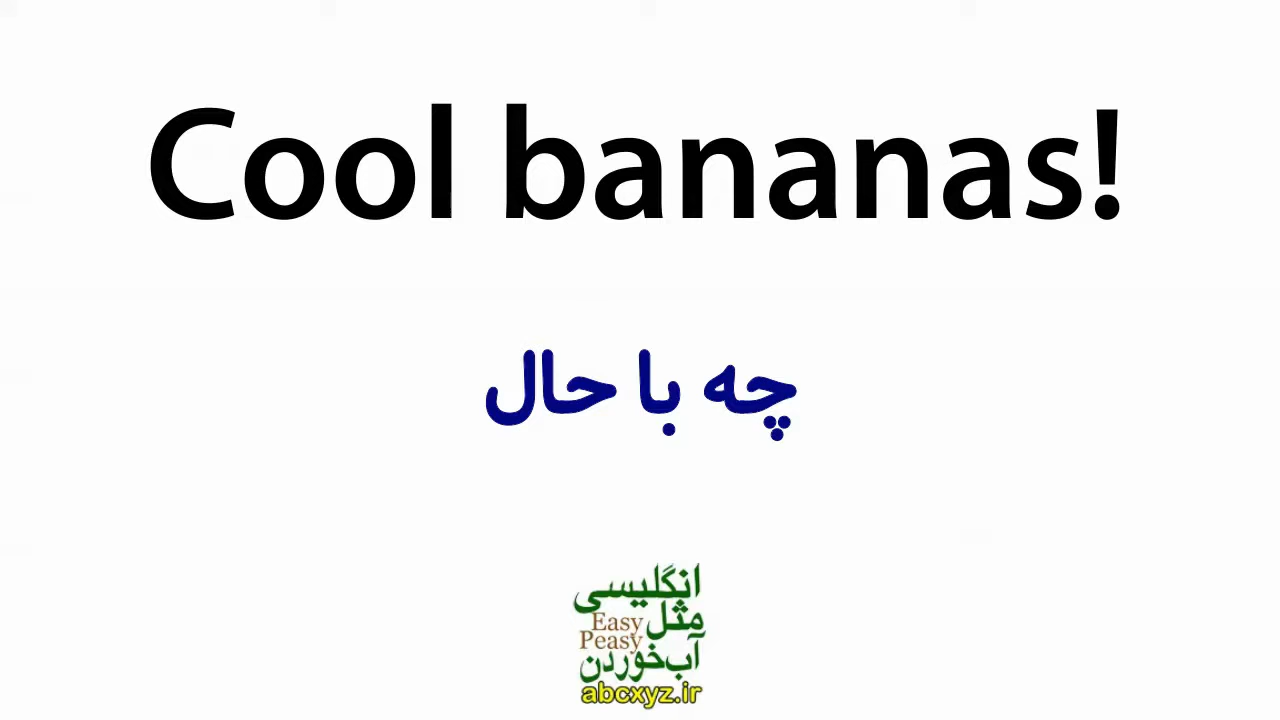 Cool bananas!
چه با حال
انگلیسی
مثل Easy
Peasy
آب‌خوردن
abcxyz.ir